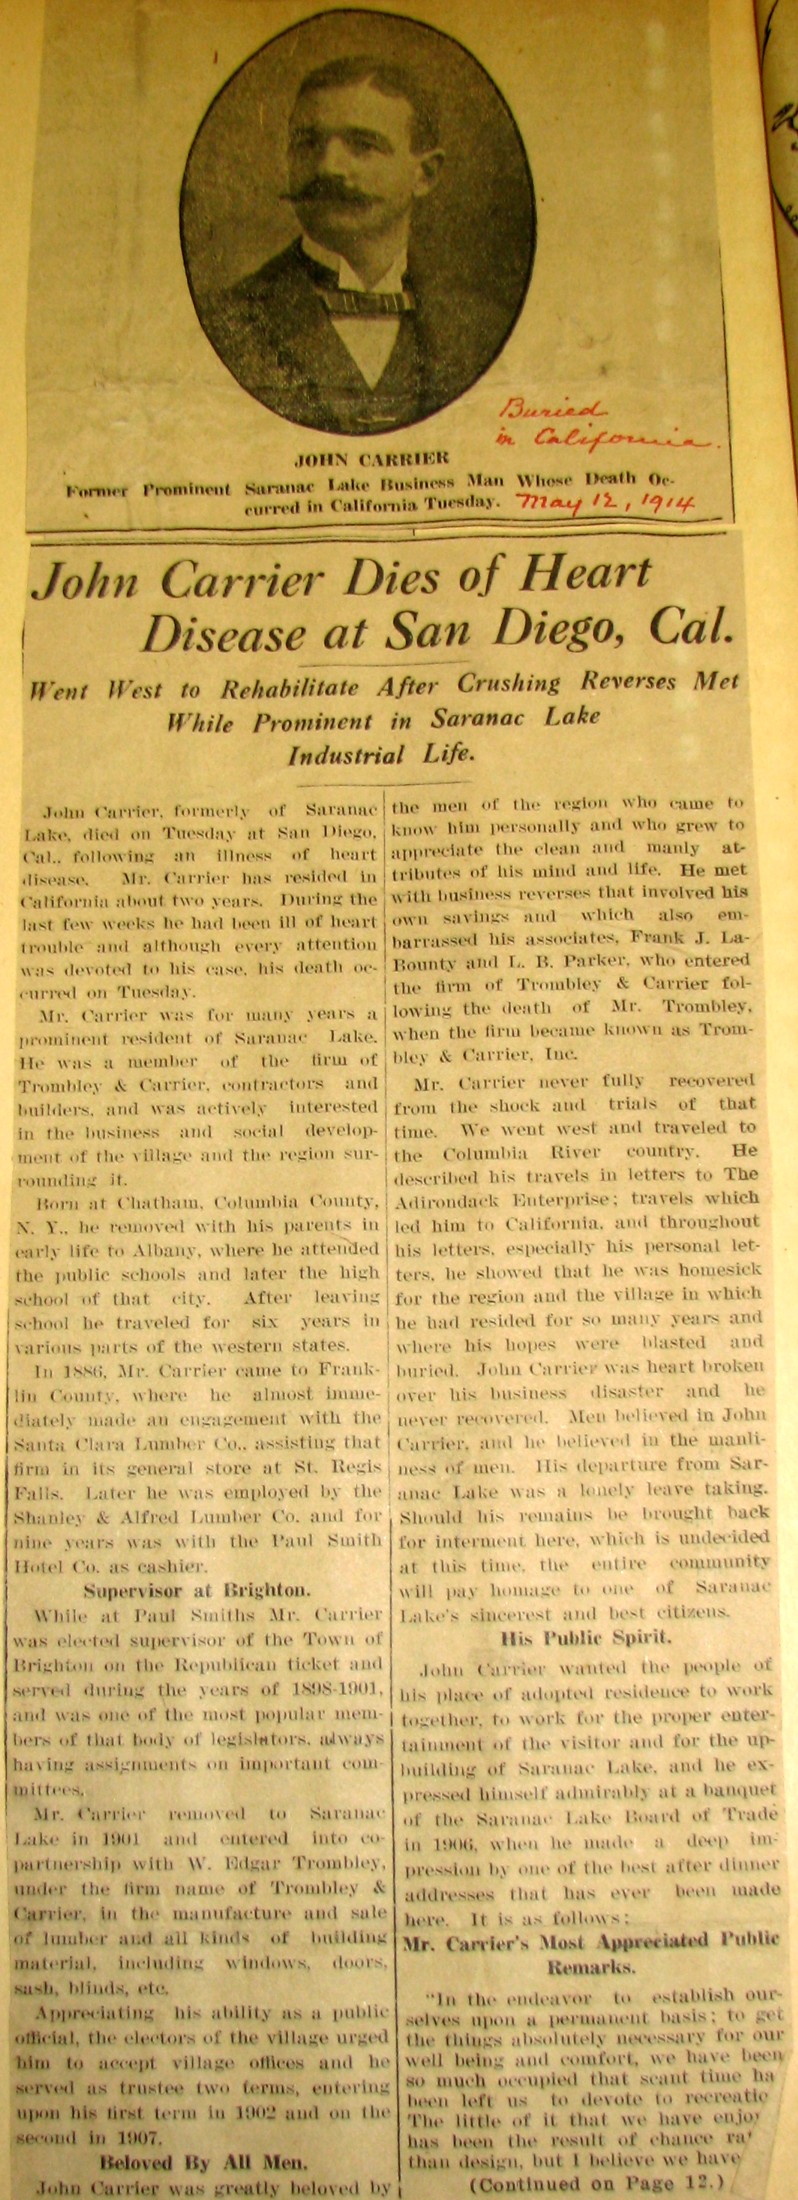 Buried
in California.
JOHN CARRIER
Former Prominent Saranac Lake Business Man Whose Death Oc-
curred in California Tuesday. May 12, 1914
John Carrier Dies of Heart
Disease at San Diego, Cal.
Went West to Rehabilitate After Crushing Reverses Met
While Prominent in Saranac Lake
Industrial Life.
John Carrier, formerly of Saranac
Lake, died on Tuesday at San Diego,
Cal., following an illness of heart
disease. Mr. Carrier has resided in
California about two years. During the
last few weeks he had been ill of heart
trouble and although every attention
was devoted to his case, his death oc-
curred on Tuesday.
Mr. Carrier was for many years a
prominent resident of Saranac Lake.
He was a member of the firm of
Trombley & Carrier, contractors and
builders, and was actively interested
in the business and social develop-
ment of the village and the region sur-
rounding it.
Born at Chatham, Columbia County,
N. Y., he removed with his parents in
early life to Albany, where he attended
the public schools and later the high
school of that city. After leaving
school he traveled for six years in
various parts of the western states.
In 1886, Mr. Carrier came to Frank-
lin County, where he almost imme-
diately made an engagement with the
Santa Clara Lumber Co., assisting that
firm in its general store at St. Regis
Falls. Later he was employed by the
Shanley & Alfred Lumber Co. and for
nine years was with the Paul Smith
Hotel Co. as cashier.
Supervisor at Brighton.
While at Paul Smiths Mr. Carrier
was elected supervisor of the Town of
Brighton on the Republican ticket and
served during the years of 1898-1901,
and was one of the most popular mem-
bers of that body of legislators, always
having assignments on important com-
mittees.
Mr. Carrier removed to Saranac
Lake in 1901 and entered into co-
partnership with W. Edgar Trombley,
under the firm name of Trombley &
Carrier, in the manufacture and sale
of lumber and all kinds of building
material, including windows, doors,
sash, blinds, etc.
Appreciating his ability as a public
official, the electors of the village urged
him to accept village offices and he
served as trustee two terms, entering
upon his first term in 1902 and on the
second in 1907.
Beloved By All Men.
John Carrier was greatly beloved by
the men of the region who came to
know him personally and who grew to
appreciate the clean and manly at-
tributes of his mind and life. He met
with business reverses that involved his
own savings and which also em-
barrassed his associates, Frank J. La-
Bounty and L. B. Parker, who entered
the firm of Trombley & Carrier fol-
lowing the death of Mr. Trombley,
when the firm became known as Trom-
bley & Carrier, Inc.
Mr. Carrier never fully recovered
from the shock and trials of that
time. We went west and traveled to
the Columbia River country. He
described his travels in letters to The
Adirondack Enterprise; travels which
led him to California, and throughout
his letters, especially his personal let-
ters, he showed that he was homesick
for the region and the village in which
he had resided for so many years and
where his hopes were blasted and
buried. John Carrier was heart broken
over his business disaster and he
never recovered. Men believed in John
Carrier, and he believed in the manli-
ness of men. His departure from Sar-
anac Lake was a lonely leave taking.
Should his remains be brought back
for interment here, which is undecided
at this time, the entire community
will pay homage to one of Saranac
Lake's sincerest and best citizens.
His Public Spirit.
John Carrier wanted the people of
his place of adopted residence to work
together, to work for the proper enter-
tainment of the visitor and for the up-
building of Saranac Lake, and he ex-
pressed himself admirably at a banquet
of the Saranac Lake Board of Trade
in 1906, when he made a deep im-
pression by one of the best after dinner
addresses that has ever been made
here. It is as follows:
Mr. Carrier's Most Appreciated Public
Remarks.
"In the endeavor to establish our-
selves upon a permanent basis; to get
the things absolutely necessary for our
well being and comfort, we have been
so much occupied that scant time ha
been left us to devote to recreatio
The little of it that we have enjoy
has been the result of chance ra
than design, but I believe we have
(Continued on Page 12.)